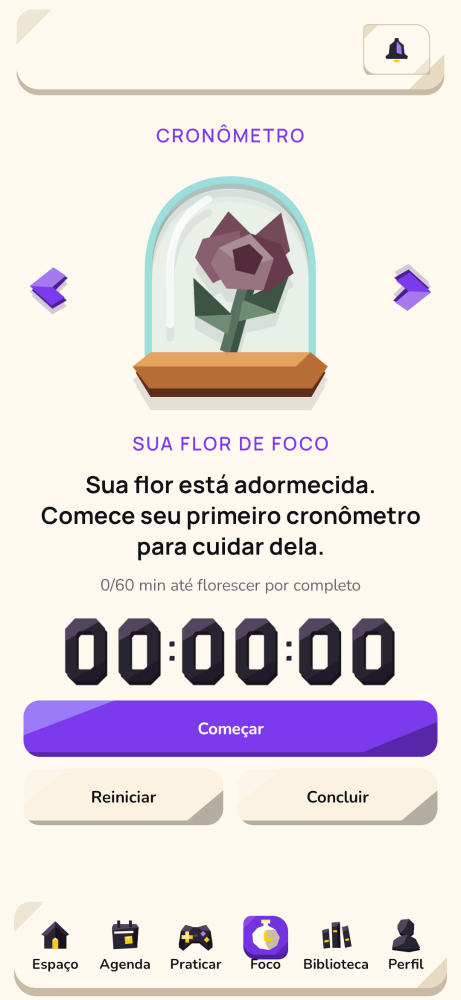 CRONÔMETRO
SUA FLOR DE FOCO
Sua flor está adormecida.
Comece seu primeiro cronômetro
para cuidar dela.
0/60 min até florescer por completo
00:00:00
Começar
Reiniciar Concluir
Espaço Agenda Praticar Foco Biblioteca Perfil